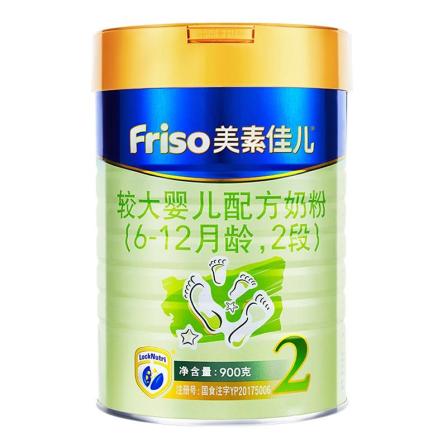 Friso美素佳儿
较大婴儿配方奶粉
(6-12月龄,2段)
LockNutri
净含量:900克
注册号:国食注字YP20175006
2